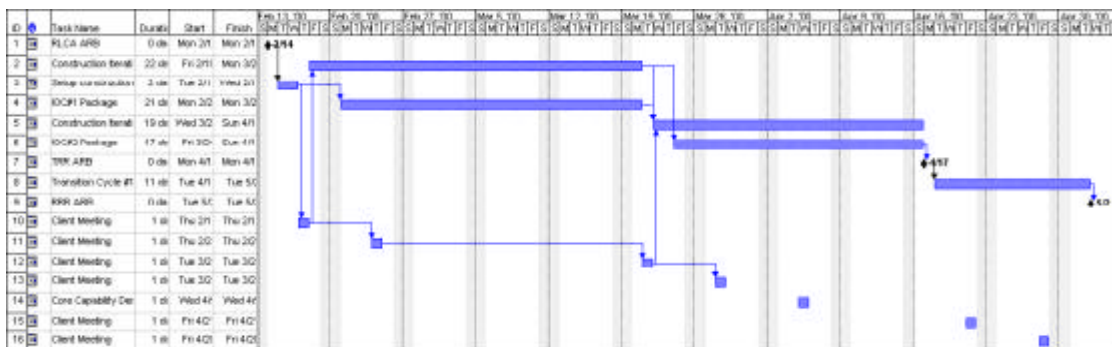 Feb 13, '00 Feb 20, '00 Feb 27, '00 Mar 5, '00 Mar 12, '00 Mar 19, '00 Mar 26, '00 Apr 2, '00 Apr 9, '00 Apr 16, '00 Apr 23, '00 Apr 30, '00
ID Task Name Durati Start Finish S M T W T F S S M T W T F S S M T W T F S S M T W T F S S M T W T F S S M T W T F S S M T W T F S S M T W T F S S M T W T F S S M T W T F S S M T W T F S S M T W T
1 RLCA ARB 0 da Mon 2/1 Mon 2/1 2/14
2 Construction Iterati 22 da Fri 2/1 Mon 3/2
3 Tue 2/1 Wed 2/1
4 IOC#1 Package 21 da Mon 2/2 Mon 3/2
5 Construction Iterati 19 da Wed 3/2 Sun 4/1
6 IOC#2 Package 17 da Fri Sun 4/1
7 TRR ARB 0 da Mon 4/1 Mon 4/1 4/17
8 Transition Cycle #1 11 da Tue 4/1 Tue 5/
9 RRR ARB 0 da Tue 5/ Tue 5/
10 Client Meeting 1 da Thu 2/1 Thu 2/1
11 Client Meeting 1 da Thu 2/2 Thu 2/2
12 Client Meeting 1 da Tue 3/2 Tue 3/2
13 Client Meeting 1 da Tue 3/2 Tue 3/2
14 Core Capability Der 1 da Wed 4/ Wed 4/
15 Client Meeting 1 da Fri 4/2 Fri 4/2
16 Client Meeting 1 da Fri 4/2 Fri 4/2